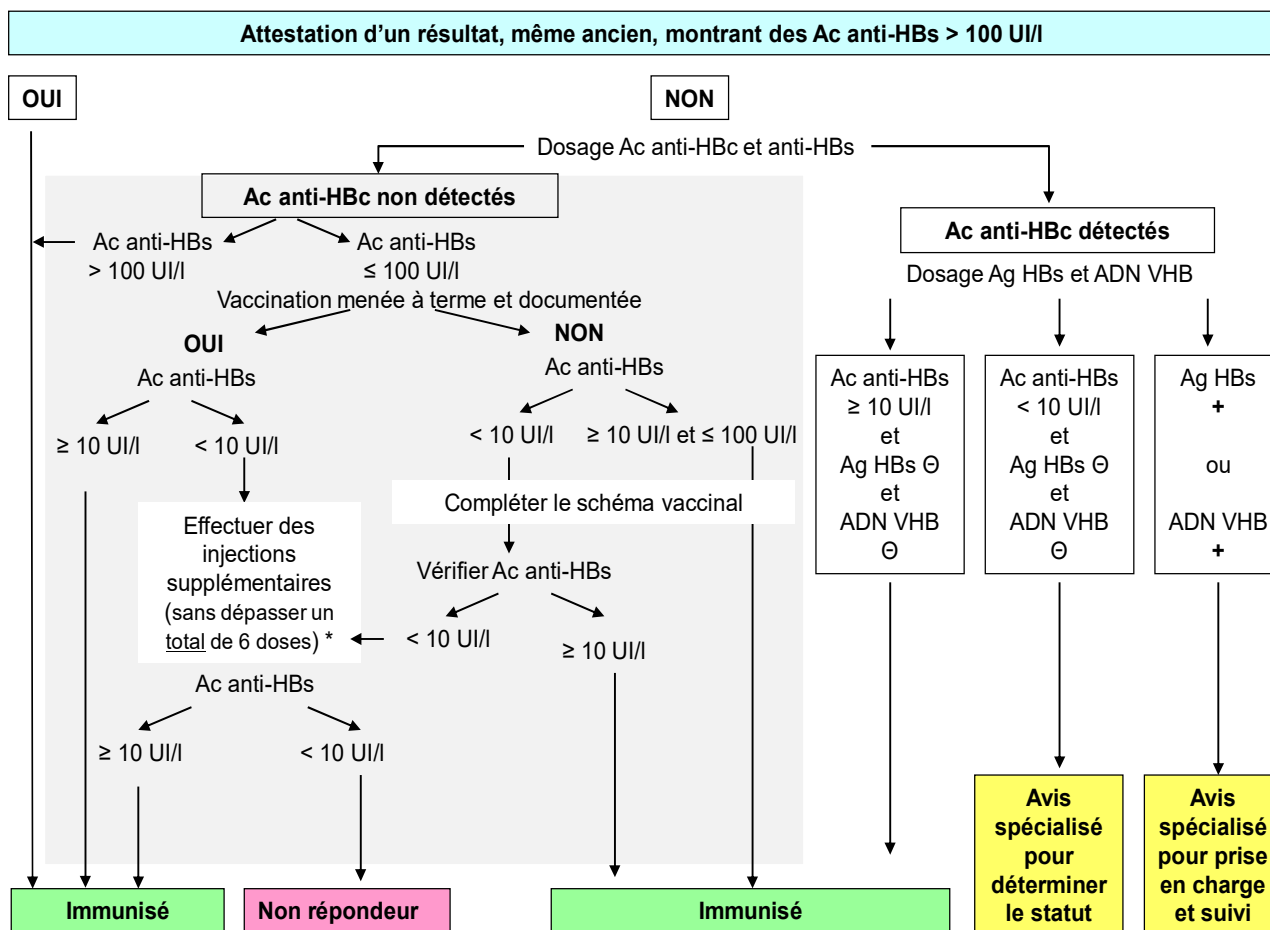 Attestation d’un résultat, même ancien, montrant des Ac anti-HBs > 100 UI/l
OUI
NON
Dosage Ac anti-HBc et anti-HBs
Ac anti-HBc non détectés
Ac anti-HBs
> 100 UI/l
Ac anti-HBs
≤ 100 UI/l
Vaccination menée à terme et documentée
OUI
Ac anti-HBs
≥ 10 UI/l
< 10 UI/l
Effectuer des
injections
supplémentaires
(sans dépasser un
total de 6 doses) *
Ac anti-HBs
≥ 10 UI/l
< 10 UI/l
NON
Ac anti-HBs
< 10 UI/l
≥ 10 UI/l et ≤ 100 UI/l
Compléter le schéma vaccinal
Vérifier Ac anti-HBs
< 10 UI/l
≥ 10 UI/l
Ac anti-HBc détectés
Dosage Ag HBs et ADN VHB
Ac anti-HBs
≥ 10 UI/l
et
Ag HBs Θ
et
ADN VHB
Θ
Ac anti-HBs
< 10 UI/l
et
Ag HBs Θ
et
ADN VHB
Θ
Ag HBs
+
ou
ADN VHB
+
Immunisé
Non répondeur
Immunisé
Avis
spécialisé
pour
déterminer
le statut
Avis
spécialisé
pour prise
en charge
et suivi